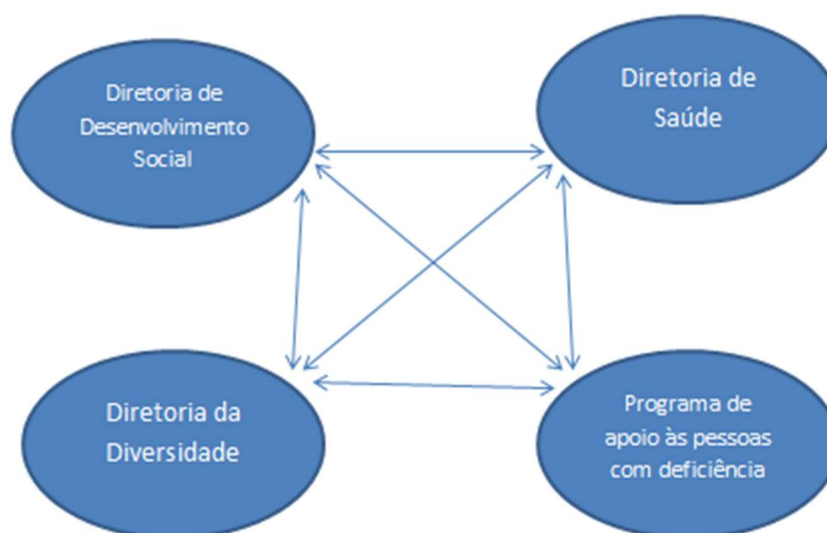 Diretoria de
Desenvolvimento
Social
Diretoria de
Saúde
Diretoria da
Diversidade
Programa de
apoio às pessoas
com deficiência